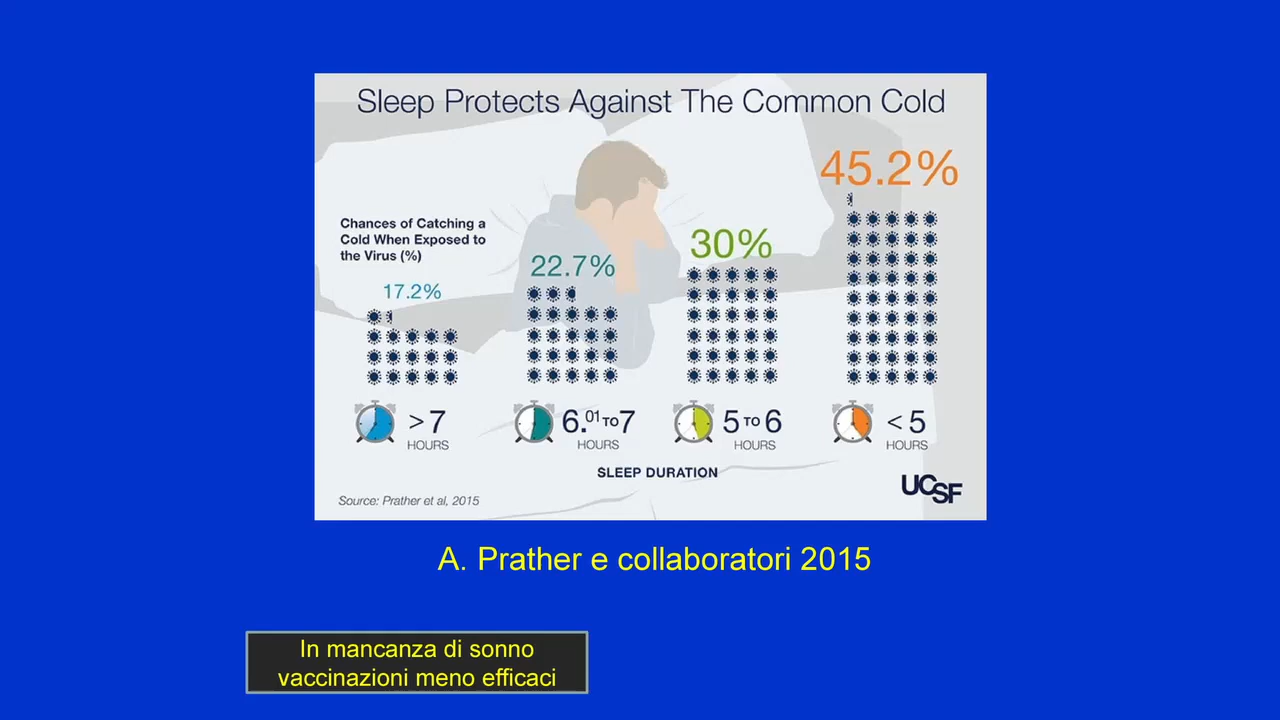 Sleep Protects Against The Common Cold
Chances of Catching a
Cold When Exposed to
the Virus (%)
17.2%
22.7%
30%
45.2%
> 7
HOURS
6.01 TO 7
HOURS
5 TO 6
HOURS
< 5
HOURS
SLEEP DURATION
Source: Prather et al, 2015
UCSF
A. Prather e collaboratori 2015
In mancanza di sonno
vaccinazioni meno efficaci